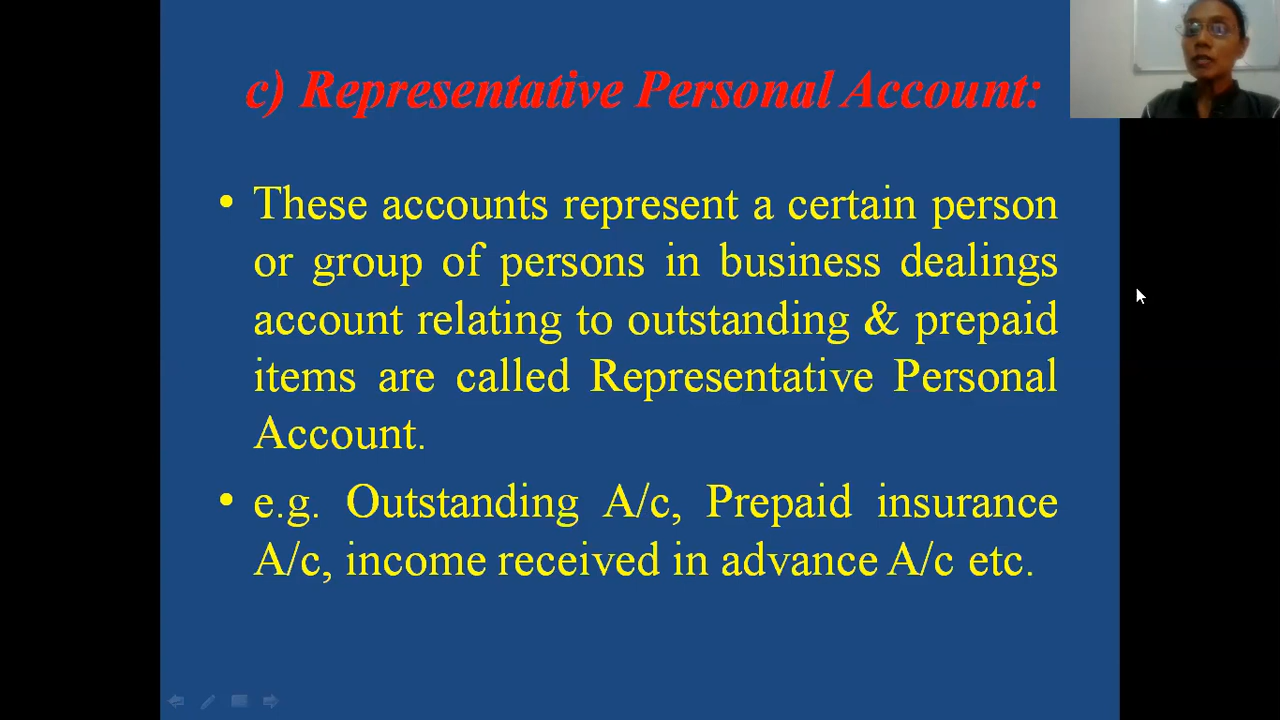 c) Representative Personal Account:
• These accounts represent a certain person
or group of persons in business dealings
account relating to outstanding & prepaid
items are called Representative Personal
Account.
• e.g. Outstanding A/c, Prepaid insurance
A/c, income received in advance A/c etc.